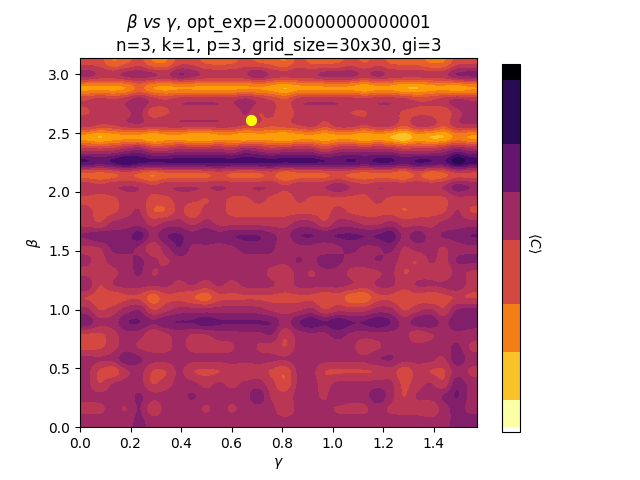 β vs γ, opt_exp=2.00000000000001
n=3, k=1, p=3, grid_size=30x30, gi=3
3.0
2.5
2.0
1.5
1.0
0.5
0.0
β
0.0 0.2 0.4 0.6 0.8 1.0 1.2 1.4
γ
⟨C⟩